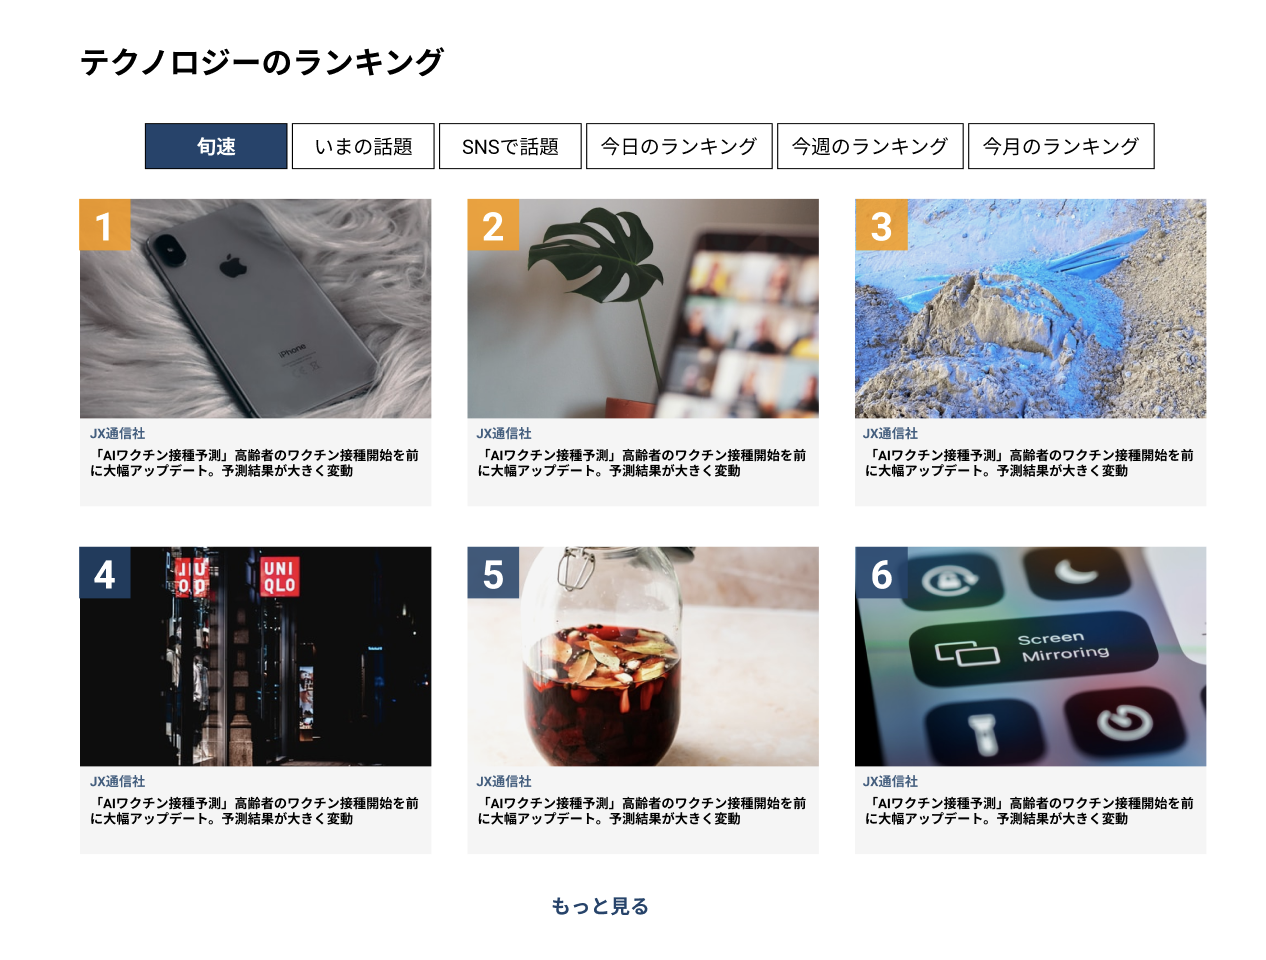 テクノロジーのランキング
旬速
いまの話題
SNSで話題
今日のランキング
今週のランキング
今月のランキング
1
2
3
iPhone
JX通信社
「AIワクチン接種予測」高齢者のワクチン接種開始を前
に大幅アップデート。予測結果が大きく変動
JX通信社
「AIワクチン接種予測」高齢者のワクチン接種開始を前
に大幅アップデート。予測結果が大きく変動
JX通信社
「AIワクチン接種予測」高齢者のワクチン接種開始を前
に大幅アップデート。予測結果が大きく変動
4
UNI
QLO
5
6
Screen
Mirroring
JX通信社
「AIワクチン接種予測」高齢者のワクチン接種開始を前
に大幅アップデート。予測結果が大きく変動
JX通信社
「AIワクチン接種予測」高齢者のワクチン接種開始を前
に大幅アップデート。予測結果が大きく変動
JX通信社
「AIワクチン接種予測」高齢者のワクチン接種開始を前
に大幅アップデート。予測結果が大きく変動
もっと見る